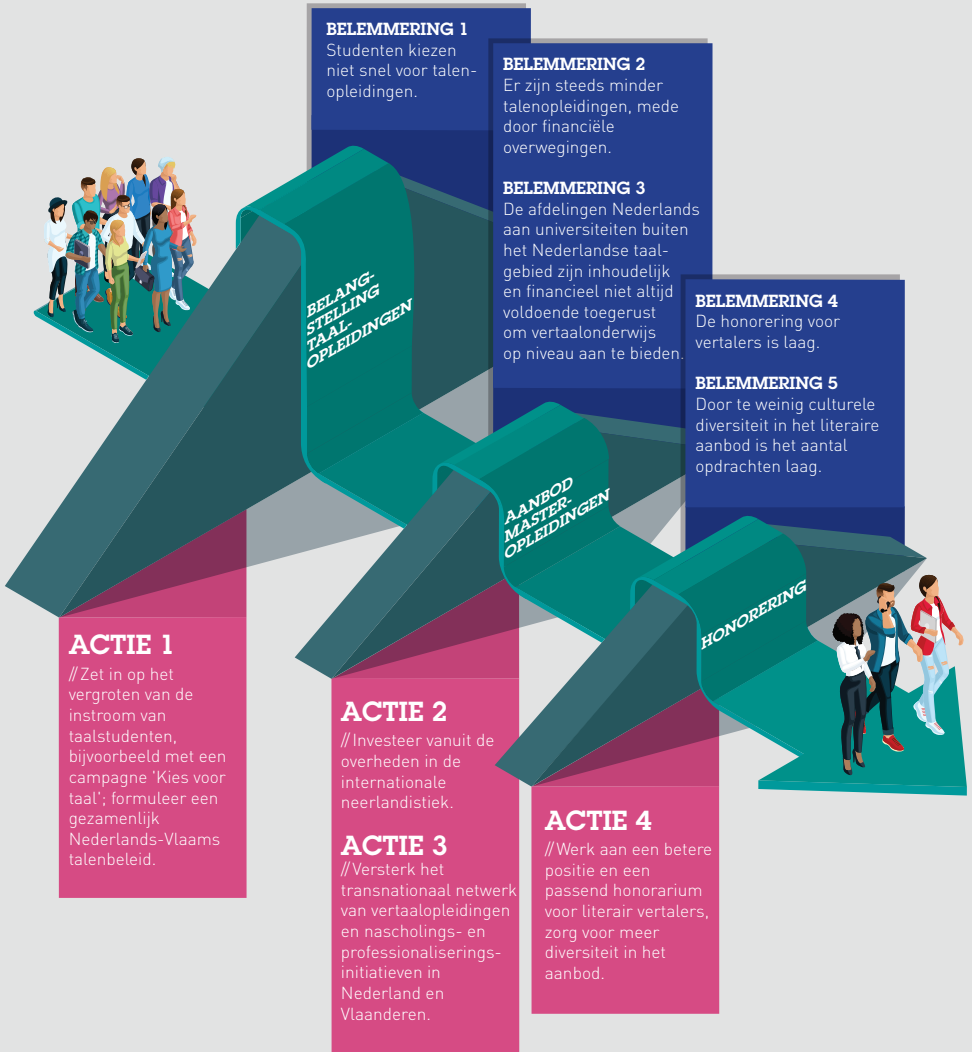 BELEMMERING 1
Studenten kiezen
niet snel voor talen-
opleidingen.
BELEMMERING 2
Er zijn steeds minder
talenopleidingen, mede
door financiële
overwegingen.
BELEMMERING 3
De afdelingen Nederlands
aan universiteiten buiten
het Nederlandse taal-
gebied zijn inhoudelijk
en financieel niet altijd
voldoende toegerust
om vertaalonderwijs
op niveau aan te bieden.
BELEMMERING 4
De honorering voor
vertalers is laag.
BELEMMERING 5
Door te weinig culturele
diversiteit in het literaire
aanbod is het aantal
opdrachten laag.
BELANG-
STELLING
TAAL-
OPLEIDINGEN
AANBOD
MASTER-
OPLEIDINGEN
HONORERING
ACTIE 1
// Zet in op het
vergroten van de
instroom van
taalstudenten,
bijvoorbeeld met een
campagne 'Kies voor
taal'; formuleer een
gezamenlijk
Nederlands-Vlaams
talenbeleid.
ACTIE 2
// Investeer vanuit de
overheden in de
internationale
neerlandistiek.
ACTIE 3
// Versterk het
transnationaal netwerk
van vertaalopleidingen
en nascholings- en
professionaliserings-
initiatieven in
Nederland en
Vlaanderen.
ACTIE 4
// Werk aan een betere
positie en een
passend honorarium
voor literair vertalers,
zorg voor meer
diversiteit in het
aanbod.